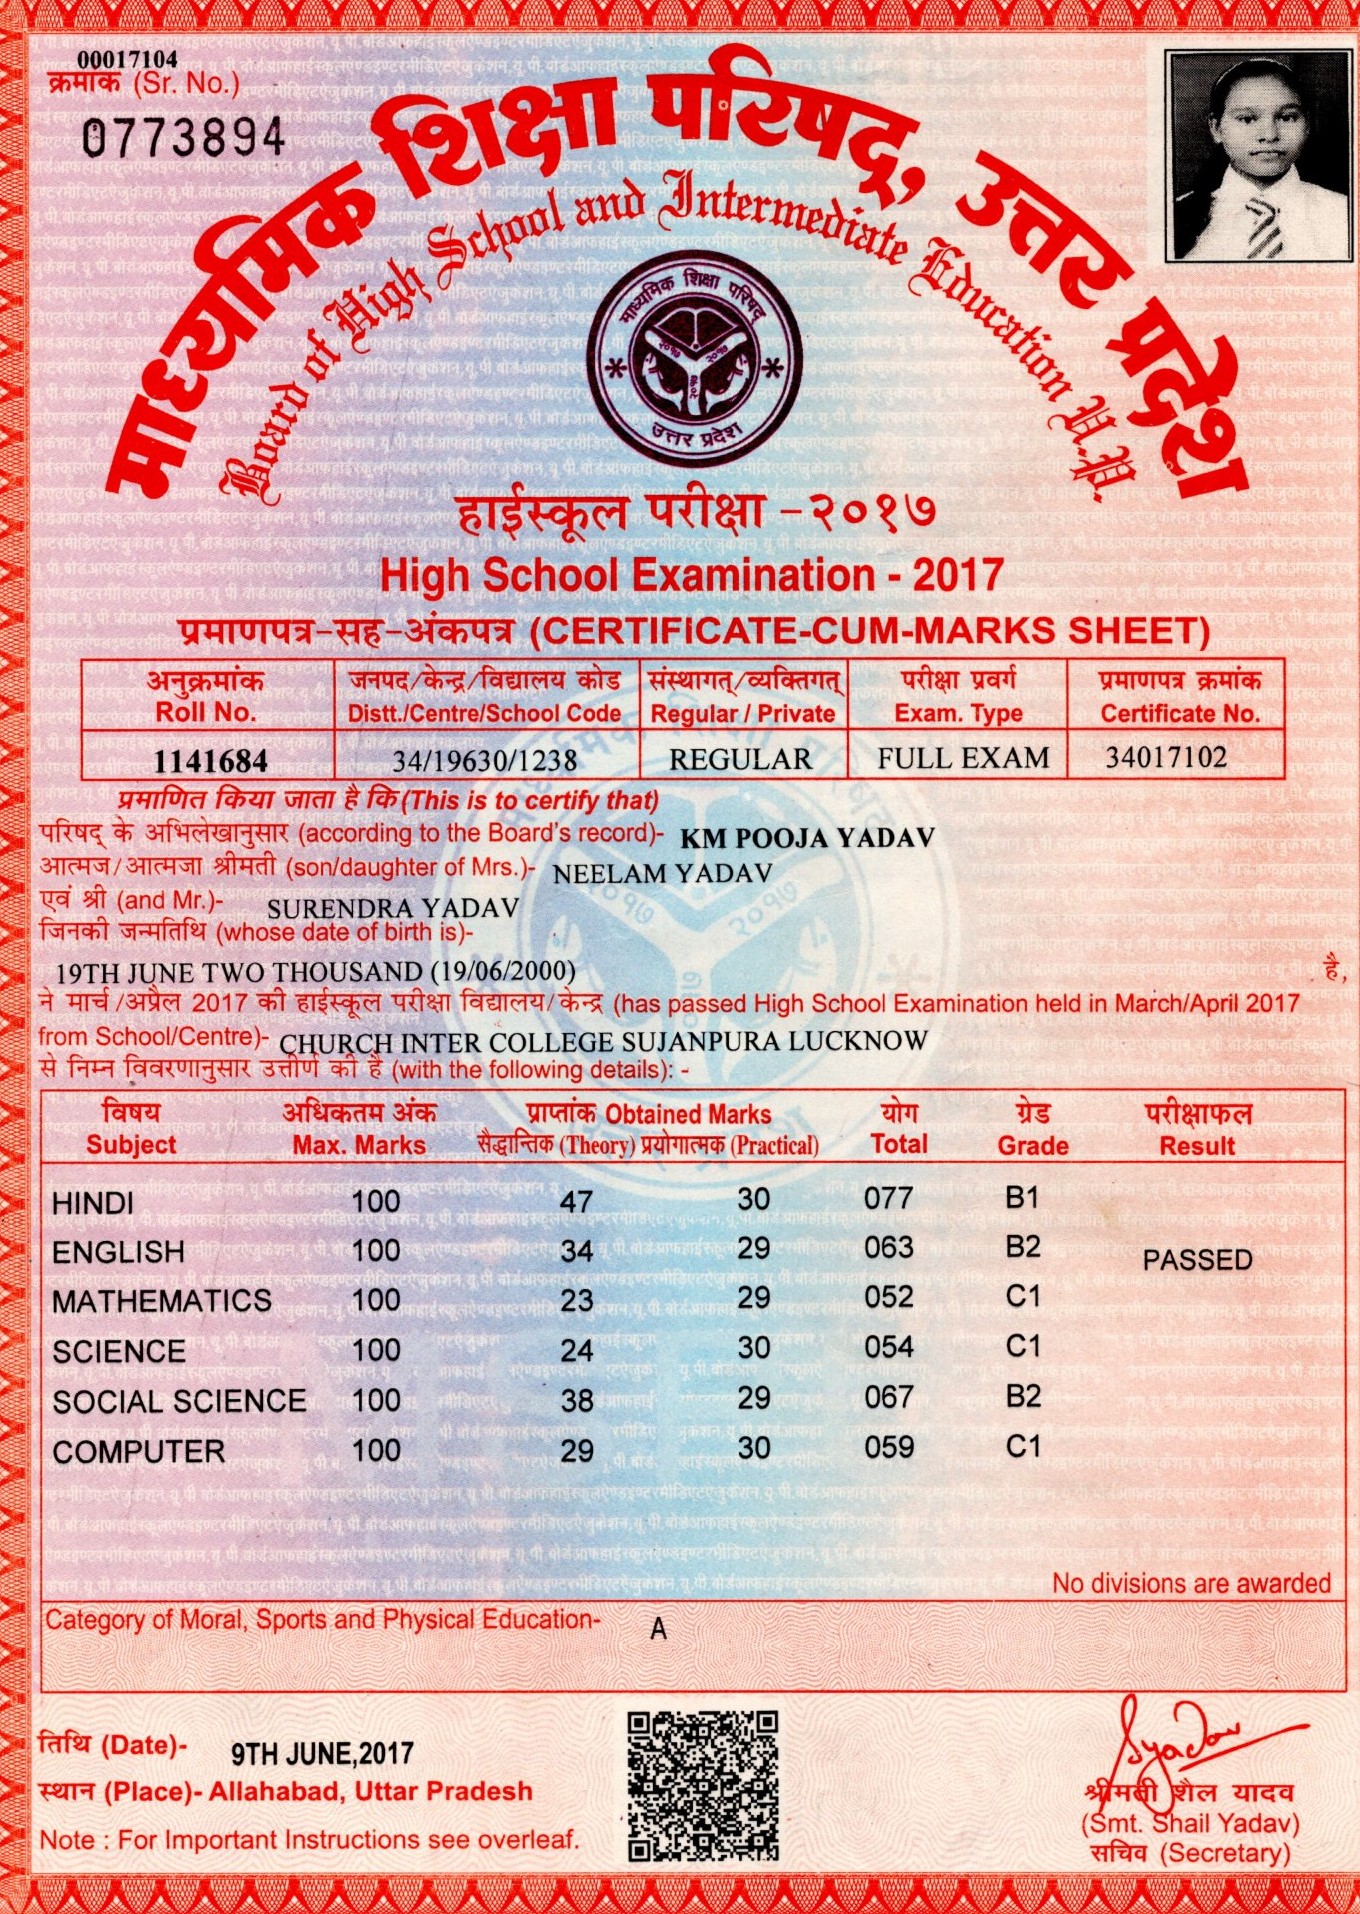 00017104
क्रमांक (Sr. No.)
0773894
माध्यमिक शिक्षा परिषद्, उत्तर प्रदेश
Board of High School and Intermediate Education U.P.
माध्यमिक शिक्षा परिषद्
२०१७ २०१७
२०१७
उत्तर प्रदेश
हाईस्कूल परीक्षा -२०१७
High School Examination - 2017
प्रमाणपत्र-सह-अंकपत्र (CERTIFICATE-CUM-MARKS SHEET)
अनुक्रमांक जनपद/केन्द्र/विद्यालय कोड संस्थागत्/व्यक्तिगत् परीक्षा प्रवर्ग प्रमाणपत्र क्रमांक
Roll No. Distt./Centre/School Code Regular / Private Exam. Type Certificate No.
1141684 34/19630/1238 REGULAR FULL EXAM 34017102
प्रमाणित किया जाता है कि (This is to certify that)
परिषद् के अभिलेखानुसार (according to the Board's record)- KM POOJA YADAV
आत्मज/आत्मजा श्रीमती (son/daughter of Mrs.)- NEELAM YADAV
एवं श्री (and Mr.)- SURENDRA YADAV
जिनकी जन्मतिथि (whose date of birth is)-
19TH JUNE TWO THOUSAND (19/06/2000) है,
ने मार्च/अप्रैल 2017 की हाईस्कूल परीक्षा विद्यालय/केन्द्र (has passed High School Examination held in March/April 2017
from School/Centre)- CHURCH INTER COLLEGE SUJANPURA LUCKNOW
से निम्न विवरणानुसार उत्तीर्ण की है (with the following details): -
विषय अधिकतम अंक प्राप्तांक Obtained Marks योग ग्रेड परीक्षाफल
Subject Max. Marks सैद्धान्तिक (Theory) प्रयोगात्मक (Practical) Total Grade Result
HINDI 100 47 30 077 B1
ENGLISH 100 34 29 063 B2 PASSED
MATHEMATICS 100 23 29 052 C1
SCIENCE 100 24 30 054 C1
SOCIAL SCIENCE 100 38 29 067 B2
COMPUTER 100 29 30 059 C1
No divisions are awarded
Category of Moral, Sports and Physical Education- A
तिथि (Date)- 9TH JUNE,2017
स्थान (Place)- Allahabad, Uttar Pradesh
Note : For Important Instructions see overleaf.
Syadav
श्रीमती शैल यादव
(Smt. Shail Yadav)
सचिव (Secretary)